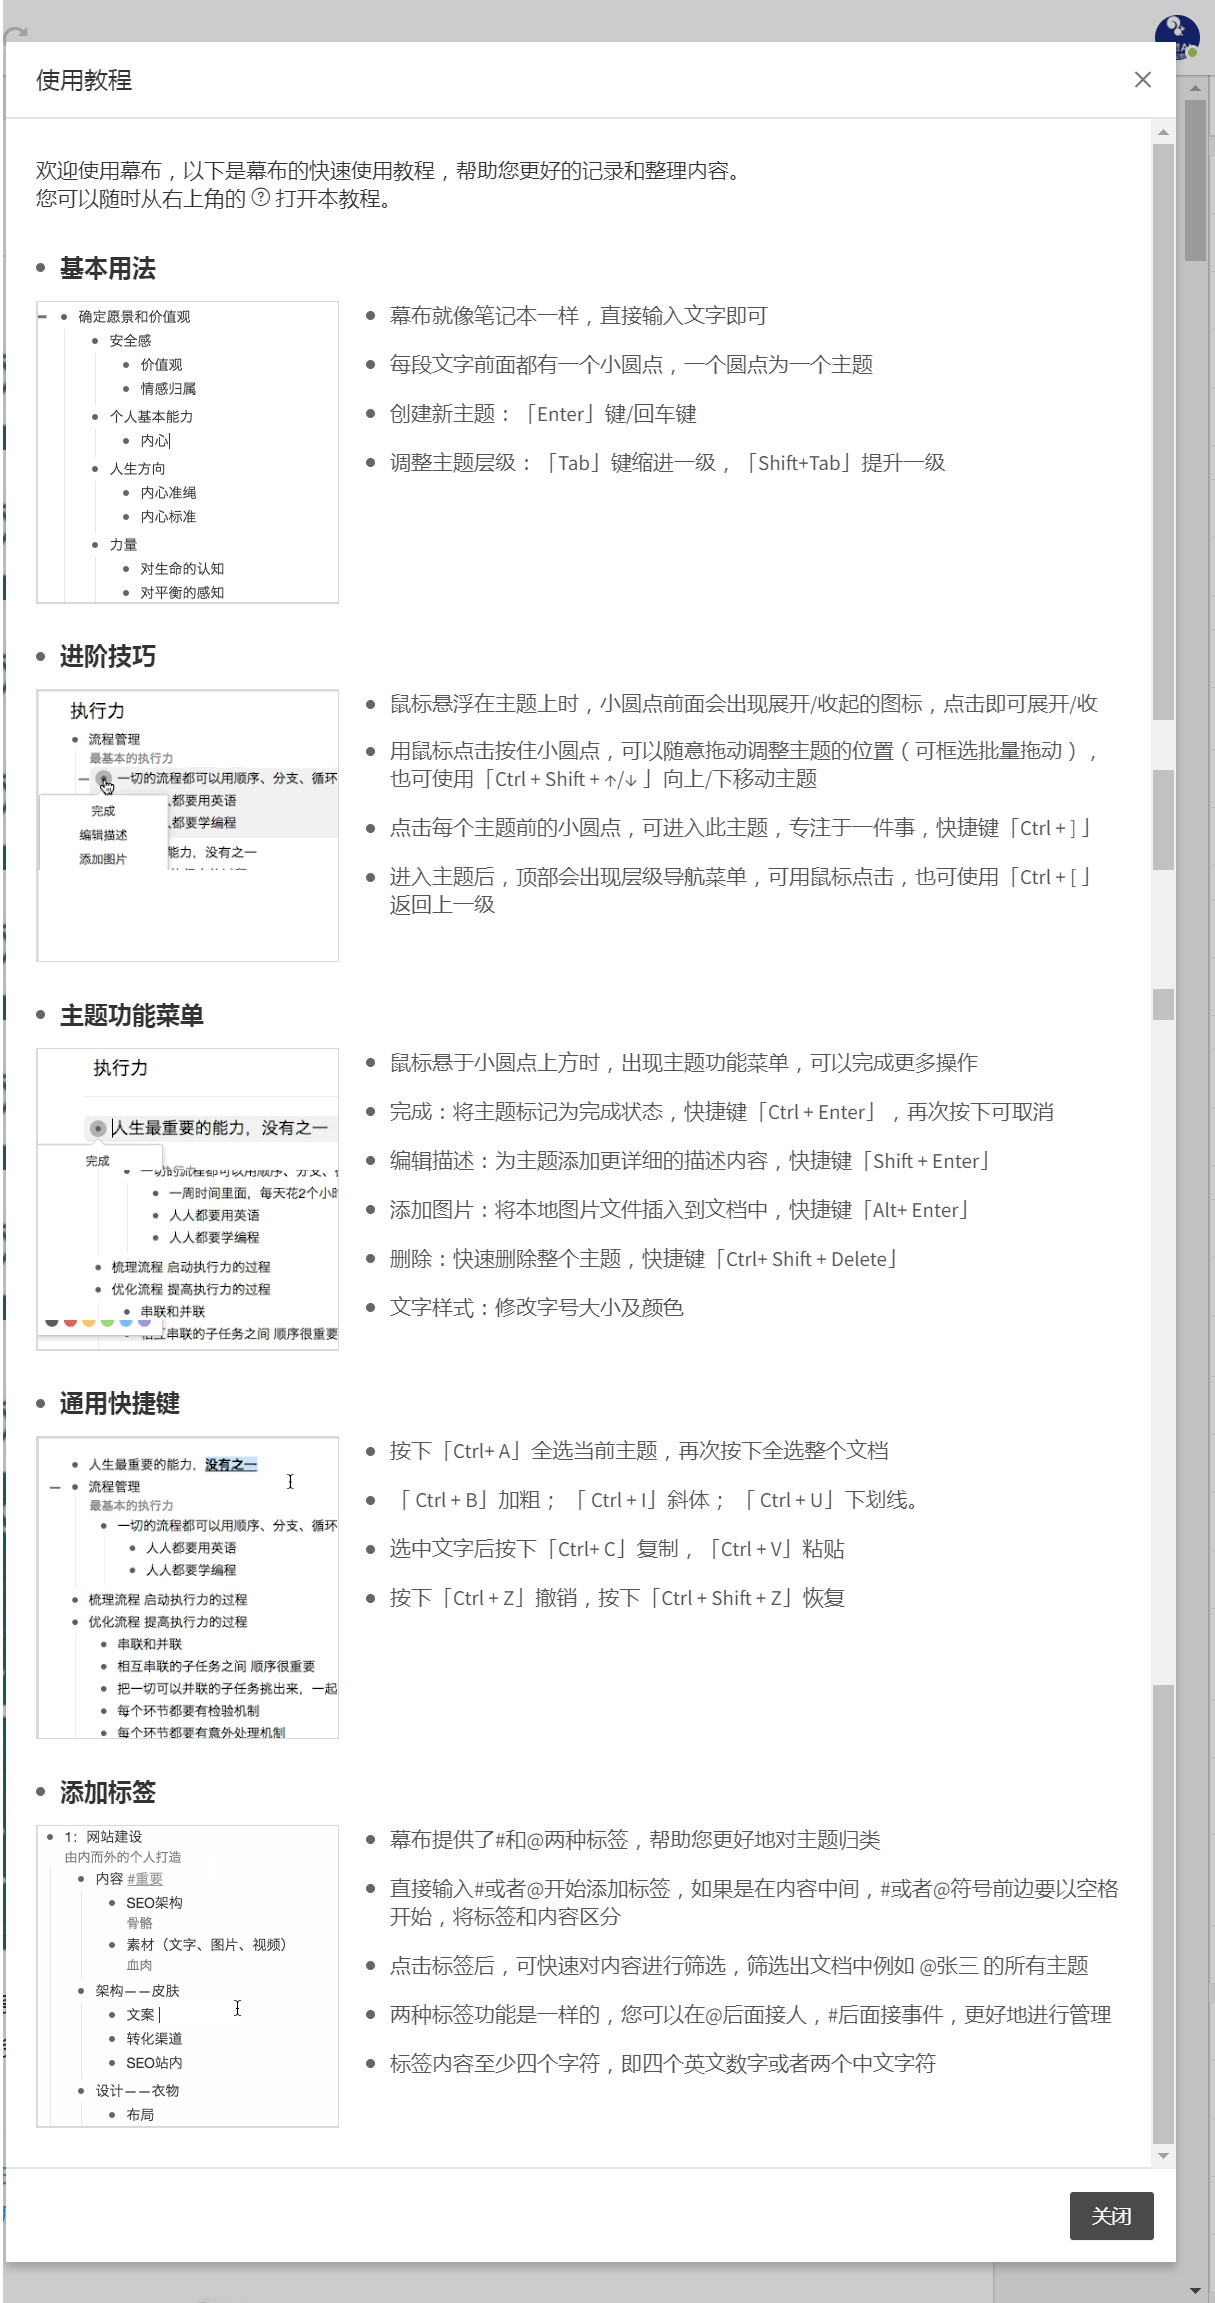 使用教程
欢迎使用幕布，以下是幕布的快速使用教程，帮助您更好的记录和整理内容。
您可以随时从右上角的 ? 打开本教程。
基本用法
确定愿景和价值观
安全感
价值观
情感归属
个人基本能力
内心
人生方向
内心准绳
内心标准
力量
对生命的认知
对平衡的感知
幕布就像笔记本一样，直接输入文字即可
每段文字前面都有一个小圆点，一个圆点为一个主题
创建新主题：「Enter」键/回车键
调整主题层级：「Tab」键缩进一级，「Shift+Tab」提升一级
进阶技巧
执行力
流程管理
最基本的执行力
一切的流程都可以用顺序、分支、循环
人都要用英语
人都要学编程
完成
编辑描述
添加图片
能力，没有之一
鼠标悬浮在主题上时，小圆点前面会出现展开/收起的图标，点击即可展开/收
用鼠标点击按住小圆点，可以随意拖动调整主题的位置（可框选批量拖动），
也可使用「Ctrl + Shift + ↑/↓ 」向上/下移动主题
点击每个主题前的小圆点，可进入此主题，专注于一件事，快捷键「Ctrl + ] 」
进入主题后，顶部会出现层级导航菜单，可用鼠标点击，也可使用「Ctrl + [ 」
返回上一级
主题功能菜单
执行力
人生最重要的能力，没有之一
完成
一切的流程都可以用顺序、分支、
一周时间里面，每天花2个小时
人人都要用英语
人人都要学编程
梳理流程 启动执行力的过程
优化流程 提高执行力的过程
串联和并联
相互串联的子任务之间 顺序很重要
鼠标悬于小圆点上方时，出现主题功能菜单，可以完成更多操作
完成：将主题标记为完成状态，快捷键「Ctrl + Enter」，再次按下可取消
编辑描述：为主题添加更详细的描述内容，快捷键「Shift + Enter」
添加图片：将本地图片文件插入到文档中，快捷键「Alt+ Enter」
删除：快速删除整个主题，快捷键「Ctrl+ Shift + Delete」
文字样式：修改字号大小及颜色
通用快捷键
人生最重要的能力，没有之一
流程管理
最基本的执行力
一切的流程都可以用顺序、分支、循环
人人都要用英语
人人都要学编程
梳理流程 启动执行力的过程
优化流程 提高执行力的过程
串联和并联
相互串联的子任务之间 顺序很重要
把一切可以并联的子任务挑出来，一起
每个环节都要有检验机制
每个环节都要有意外处理机制
按下「Ctrl+ A」全选当前主题，再次按下全选整个文档
「 Ctrl + B」加粗； 「 Ctrl + I」斜体； 「 Ctrl + U」下划线。
选中文字后按下「Ctrl+ C」复制，「Ctrl + V」粘贴
按下「Ctrl + Z」撤销，按下「Ctrl + Shift + Z」恢复
添加标签
1：网站建设
由内而外的个人打造
内容 #重要
SEO架构
骨骼
素材（文字、图片、视频）
血肉
架构——皮肤
文案
转化渠道
SEO站内
设计——衣物
布局
幕布提供了#和@两种标签，帮助您更好地对主题归类
直接输入#或者@开始添加标签，如果是在内容中间，#或者@符号前边要以空格
开始，将标签和内容区分
点击标签后，可快速对内容进行筛选，筛选出文档中例如 @张三 的所有主题
两种标签功能是一样的，您可以在@后面接人，#后面接事件，更好地进行管理
标签内容至少四个字符，即四个英文数字或者两个中文字符
关闭